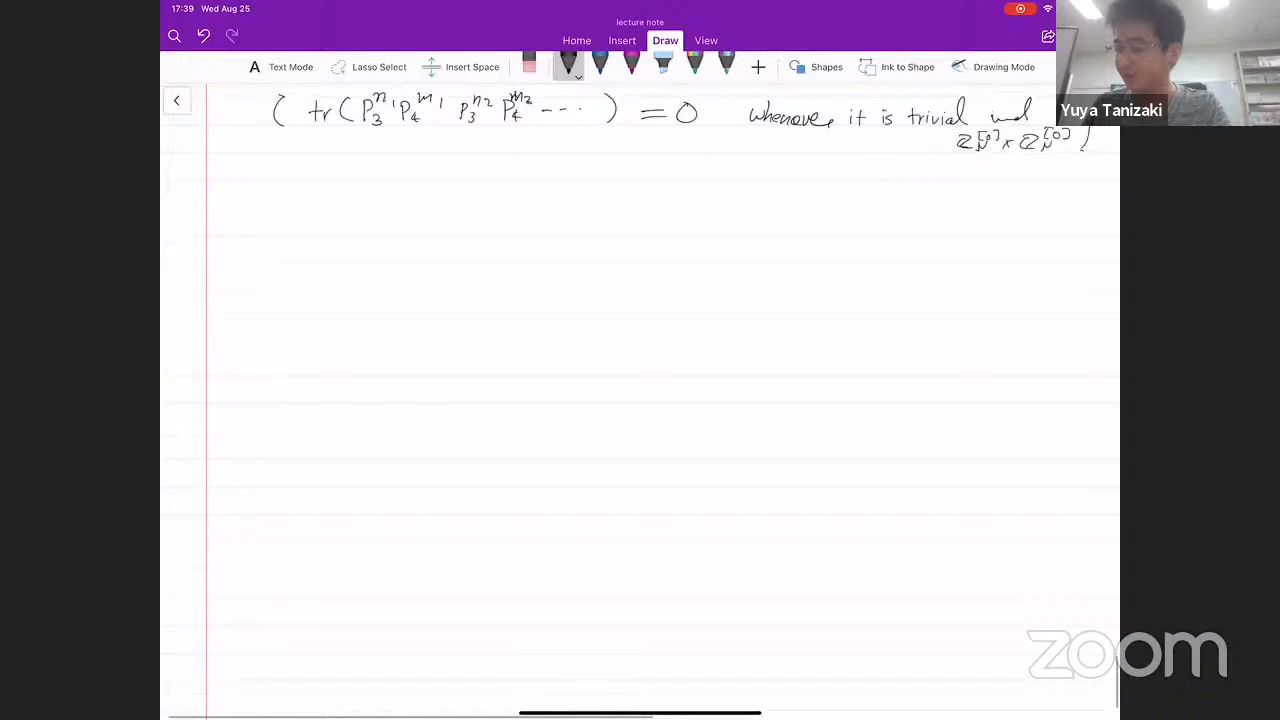 17:39 Wed Aug 25
lecture note
Home Insert Draw View
Text Mode Lasso Select Insert Space Shapes Ink to Shape Drawing Mode
Yuya Tanizaki
( tr(P₃^{n₁} P₄^{m₁} P₃^{n₂} P₄^{m₂} ---- ) = 0 whenever it is trivial und
ℤ_N^{[0]} × ℤ_N^{[0]} )
zoom